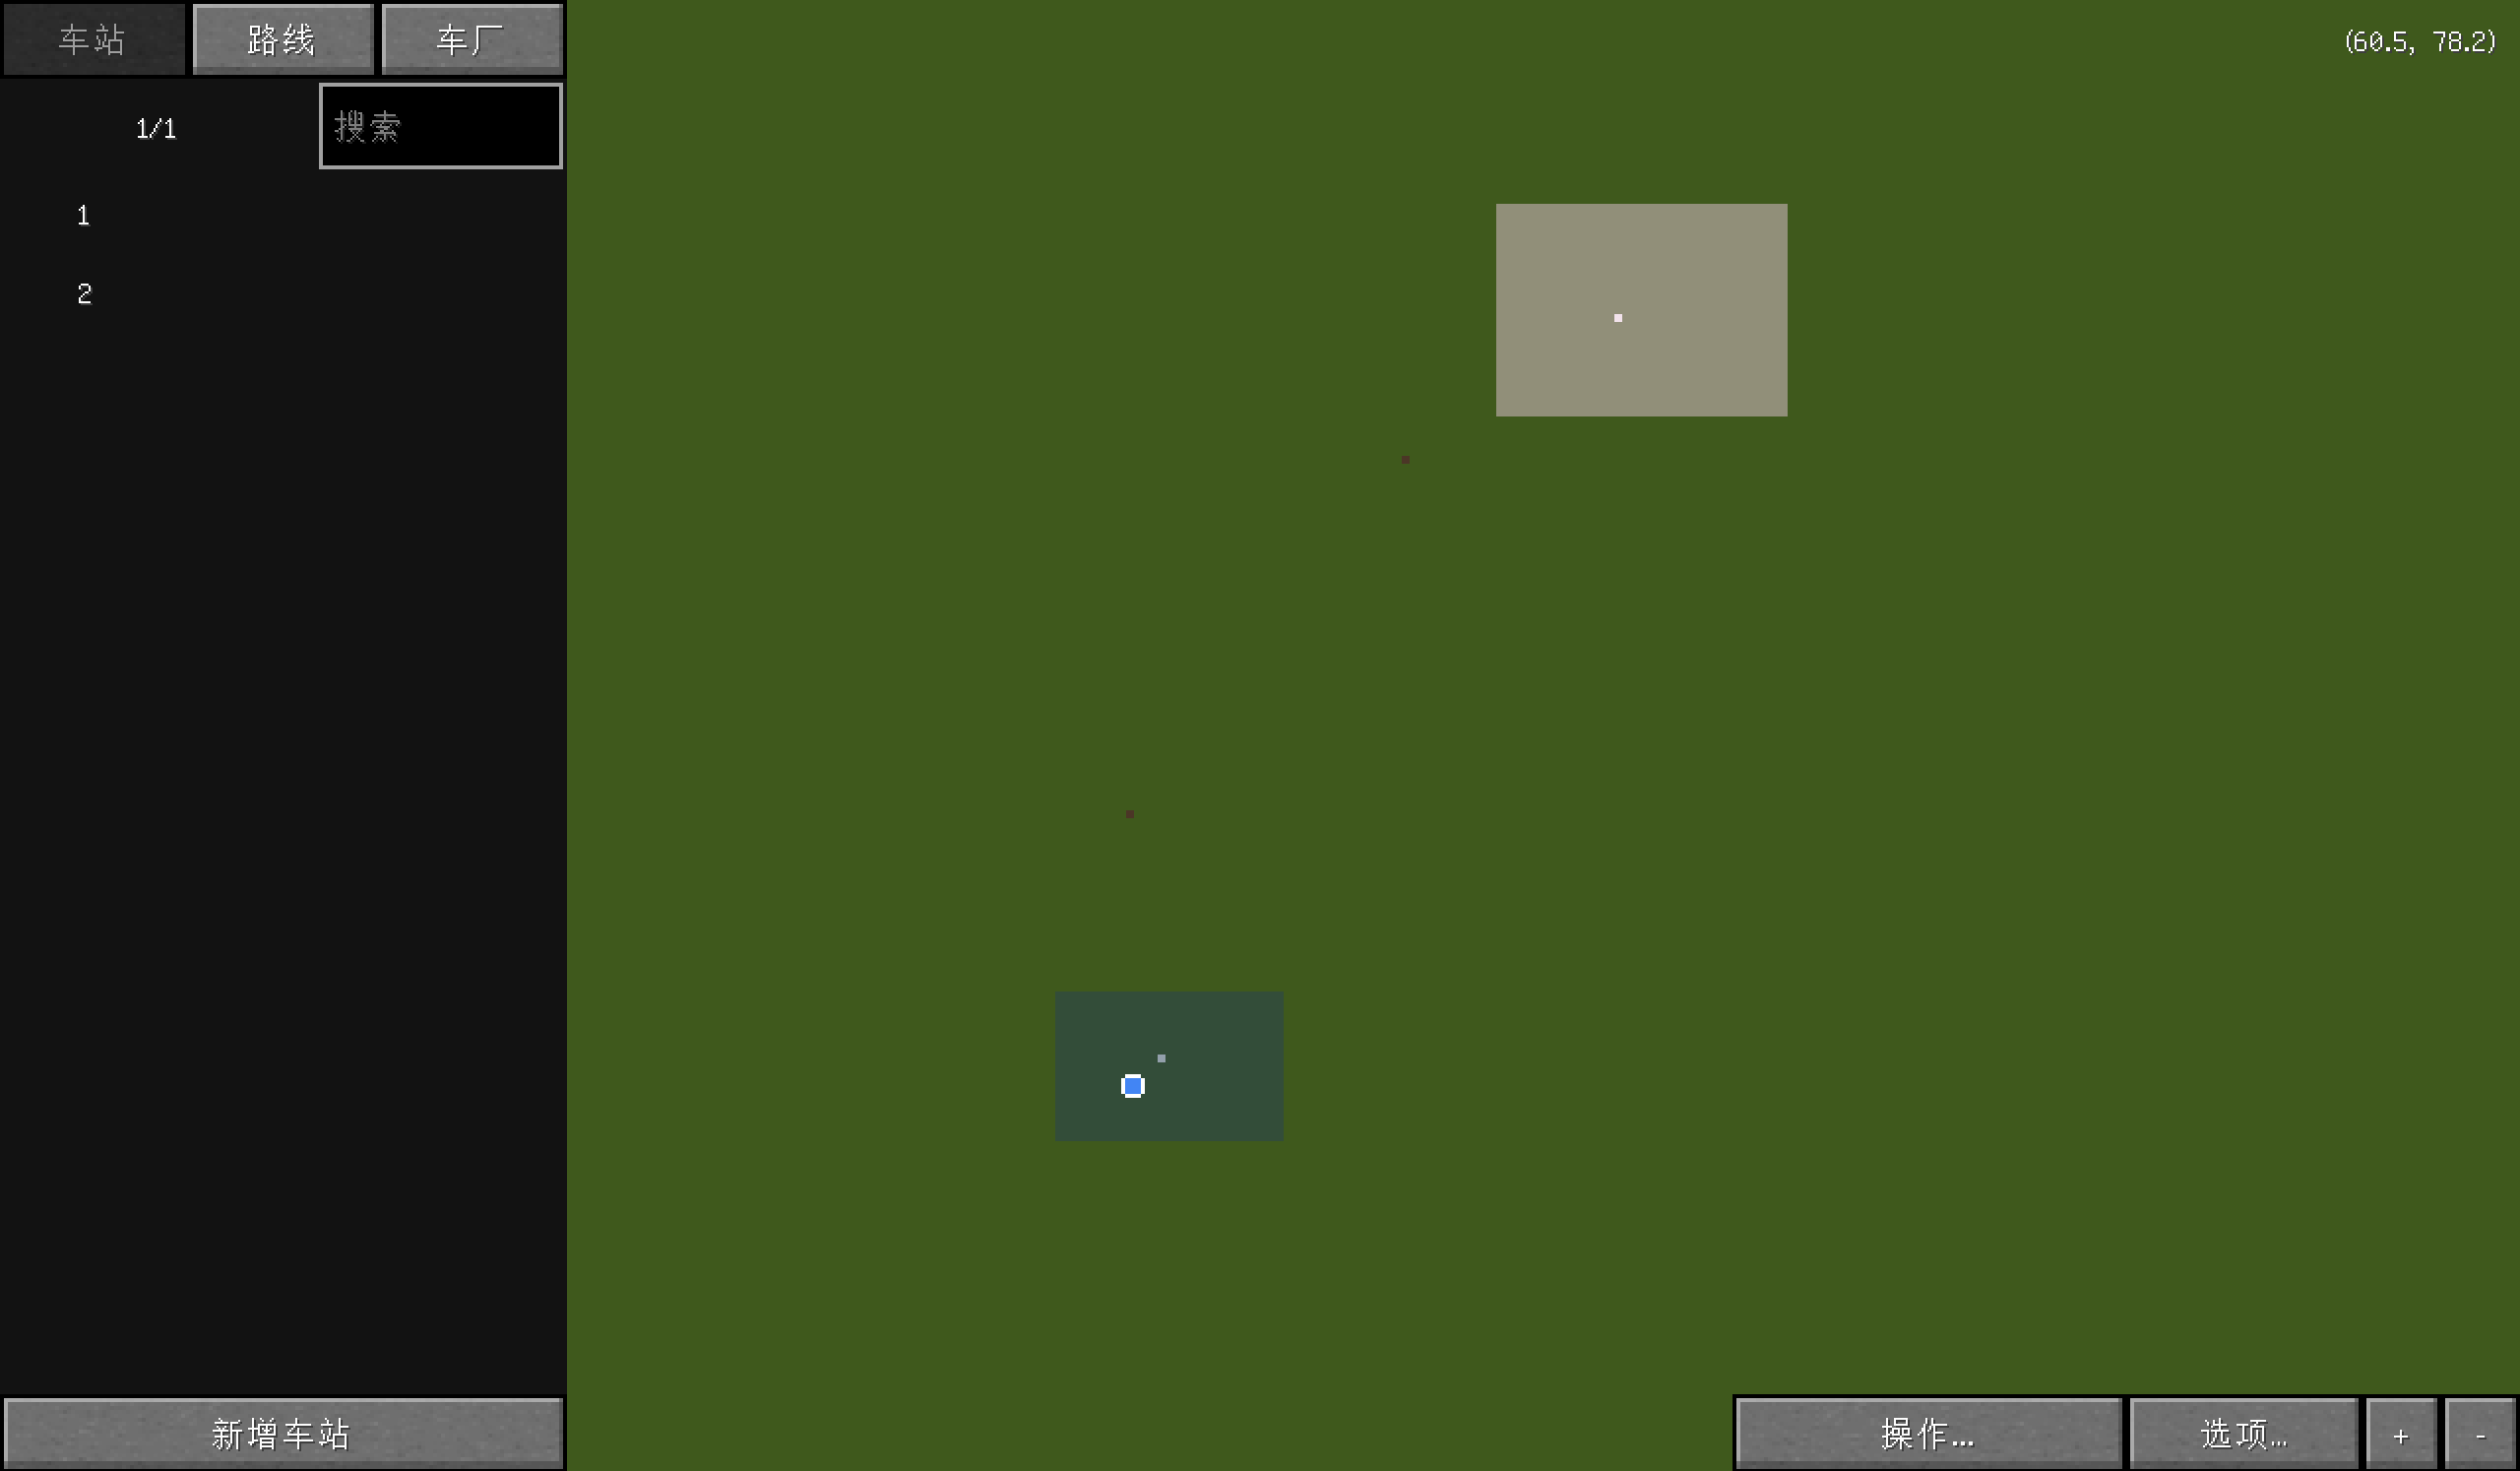 车站 路线 车厂
(60.5, 78.2)
1/1 搜索
1
2
新增车站 操作... 选项... + -